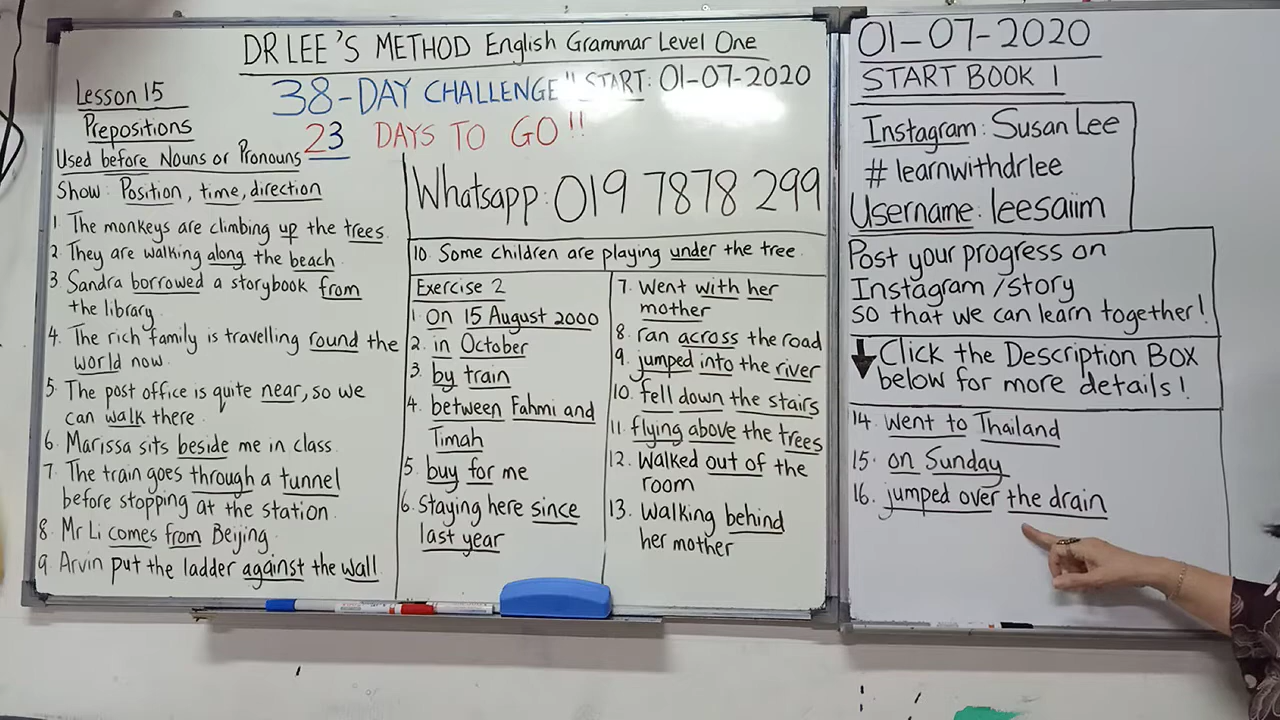 DR LEE'S METHOD English Grammar Level One
38-DAY CHALLENGE" START: 01-07-2020
23 DAYS TO GO!!
Lesson 15
Prepositions
Used before Nouns or Pronouns
Show: Position, time, direction
1. The monkeys are climbing up the trees.
2. They are walking along the beach.
3. Sandra borrowed a storybook from
the library.
4. The rich family is travelling round the
world now.
5. The post office is quite near, so we
can walk there.
6. Marissa sits beside me in class.
7. The train goes through a tunnel
before stopping at the station.
8. Mr Li comes from Beijing.
9. Arvin put the ladder against the wall.
Whatsapp: 019 7878 299
10. Some children are playing under the tree.
Exercise 2
1. On 15 August 2000
2. in October
3. by train
4. between Fahmi and
Timah
5. buy for me
6. Staying here since
last year
7. Went with her
mother
8. ran across the road
9. jumped into the river
10. fell down the stairs
11. flying above the trees
12. Walked out of the
room
13. Walking behind
her mother
01-07-2020
START BOOK 1
Instagram: Susan Lee
# learnwithdrlee
Username: leesaiim
Post your progress on
Instagram /story
so that we can learn together!
Click the Description Box
below for more details!
14. Went to Thailand
15. on Sunday
16. jumped over the drain